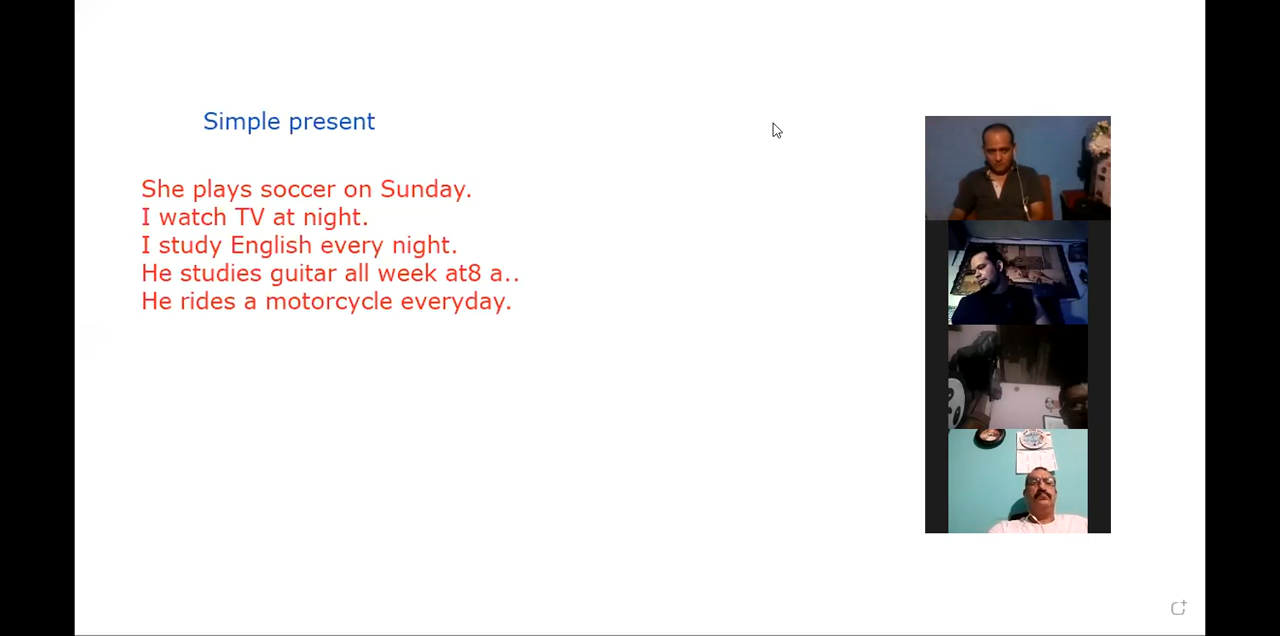 Simple present
She plays soccer on Sunday.
I watch TV at night.
I study English every night.
He studies guitar all week at8 a..
He rides a motorcycle everyday.